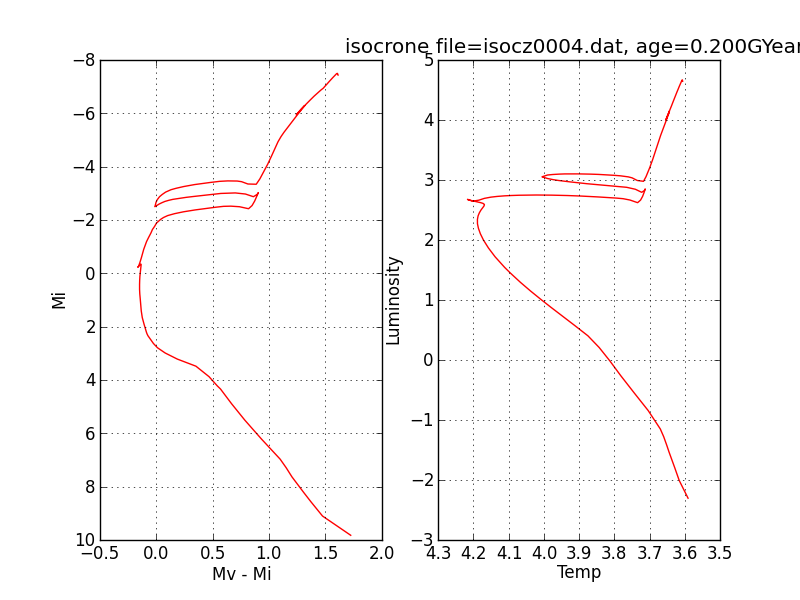 isocrone file=isocz0004.dat, age=0.200GYear
−8
−6
−4
−2
0
2
4
6
8
10
−0.5 0.0 0.5 1.0 1.5 2.0
Mi
Mv - Mi
5
4
3
2
1
0
−1
−2
−3
4.3 4.2 4.1 4.0 3.9 3.8 3.7 3.6 3.5
Luminosity
Temp